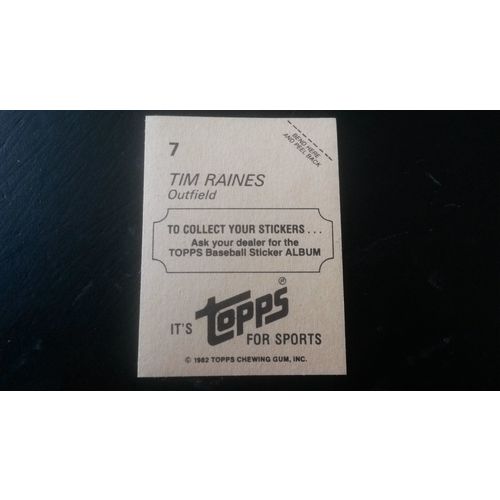 7
BEND HERE
AND PEEL BACK
TIM RAINES
Outfield
TO COLLECT YOUR STICKERS . . .
Ask your dealer for the
TOPPS Baseball Sticker ALBUM
IT'S topps®
FOR SPORTS
© 1982 TOPPS CHEWING GUM, INC.